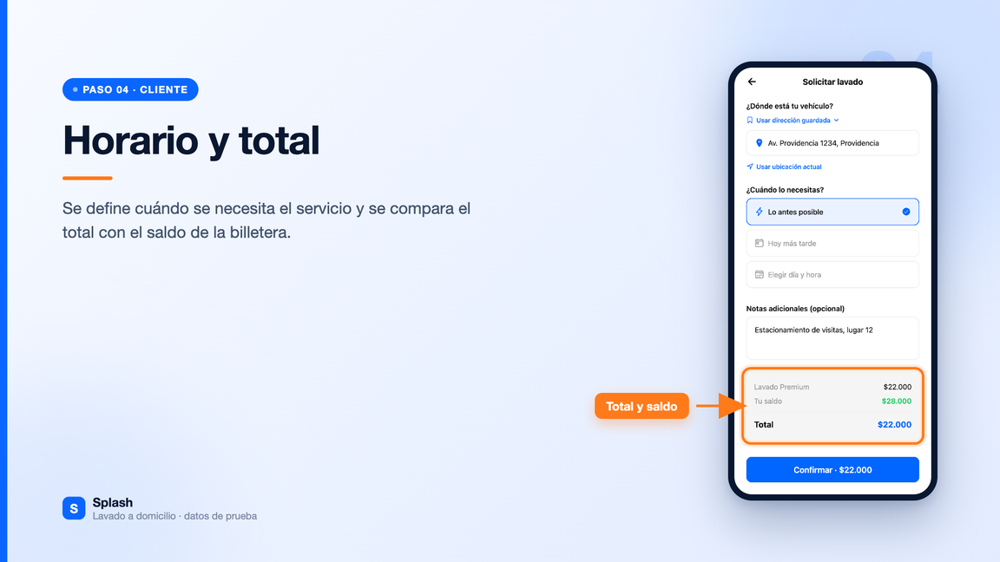 PASO 04 · CLIENTE
Horario y total
Se define cuándo se necesita el servicio y se compara el
total con el saldo de la billetera.
04
Solicitar lavado
¿Dónde está tu vehículo?
Usar dirección guardada
Av. Providencia 1234, Providencia
Usar ubicación actual
¿Cuándo lo necesitas?
Lo antes posible
Hoy más tarde
Elegir día y hora
Notas adicionales (opcional)
Estacionamiento de visitas, lugar 12
Lavado Premium $22.000
Tu saldo $28.000
Total $22.000
Confirmar · $22.000
Total y saldo
S
Splash
Lavado a domicilio · datos de prueba